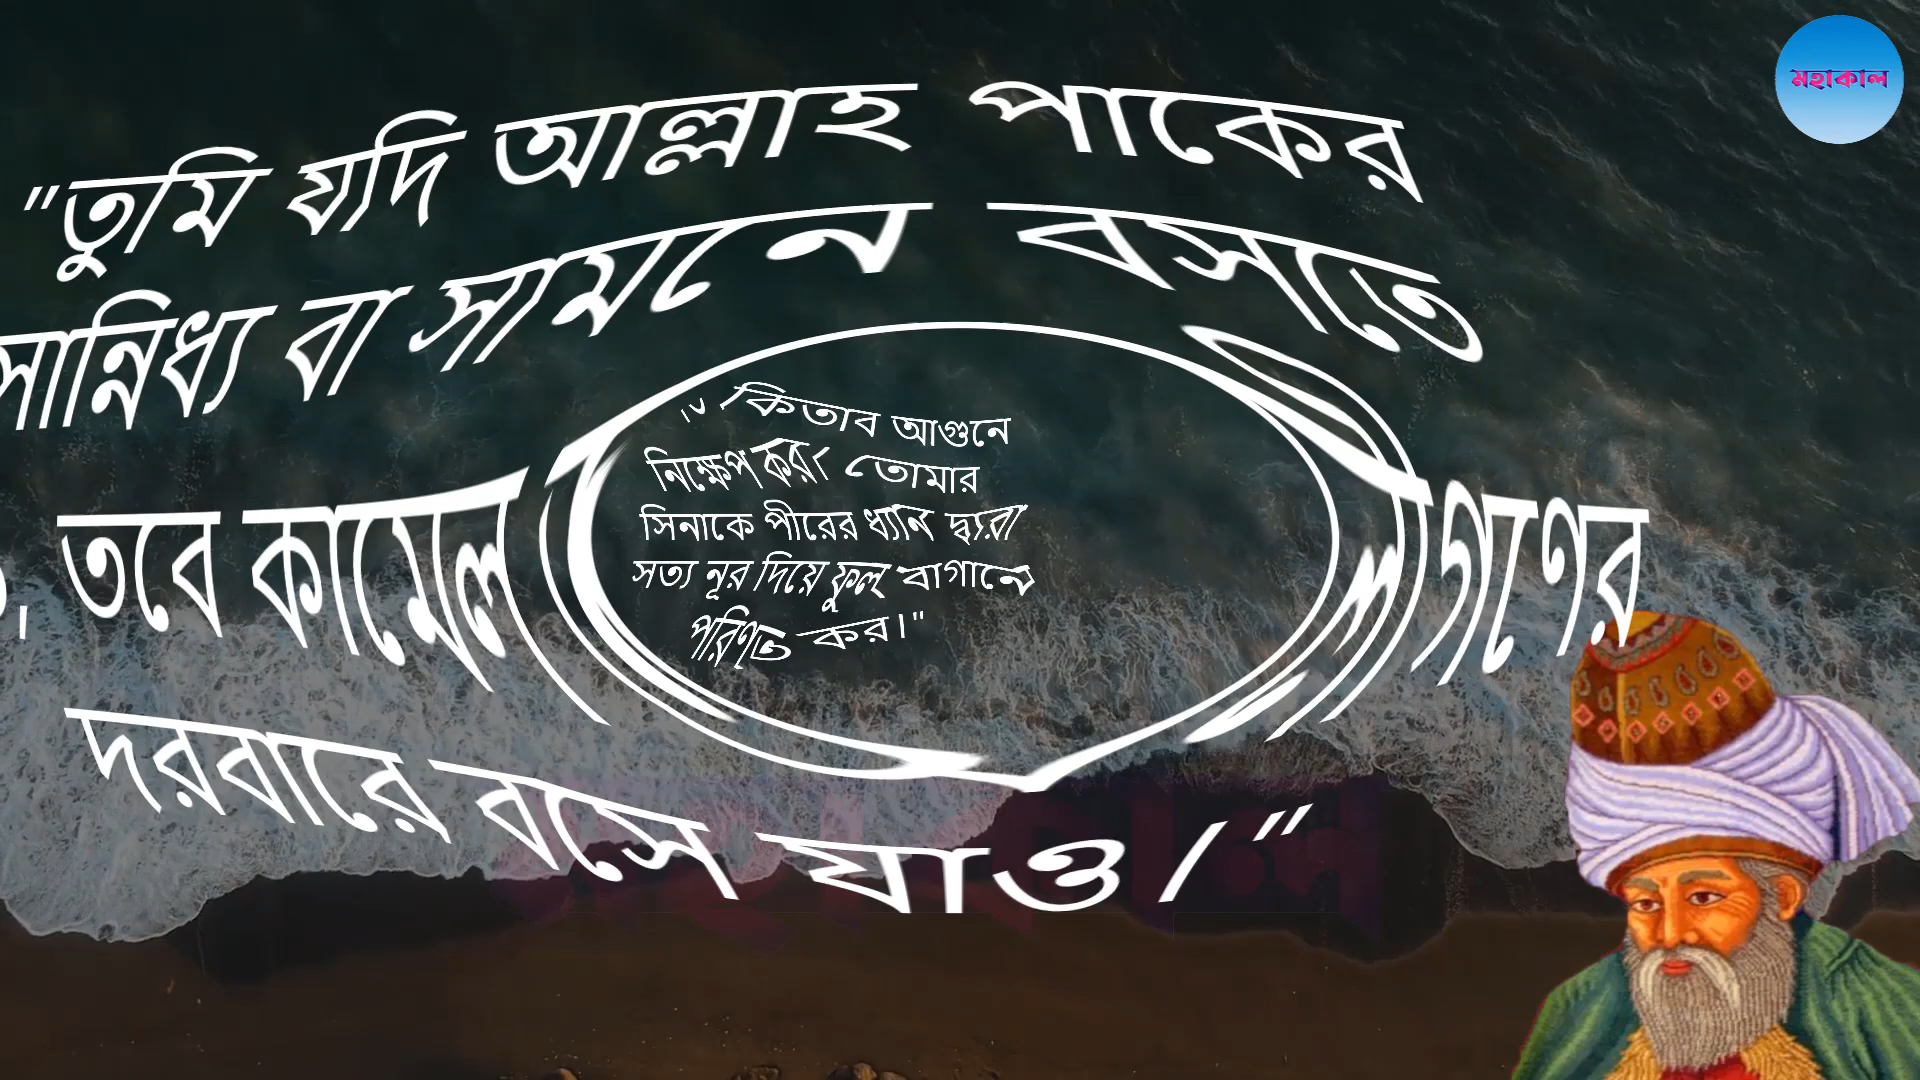 মহাকাল
"তুমি যদি আল্লাহ পাকের
সান্নিধ্য বা সামনে বসতে
তবে কামেল গণের
দরবারে বসে যাও।"
কিতাব আগুনে
নিক্ষেপ কর। তোমার
সিনাকে পীরের ধ্যান দ্বারা
সত্য নূর দিয়ে ফুল বাগানে
পরিণত কর।"